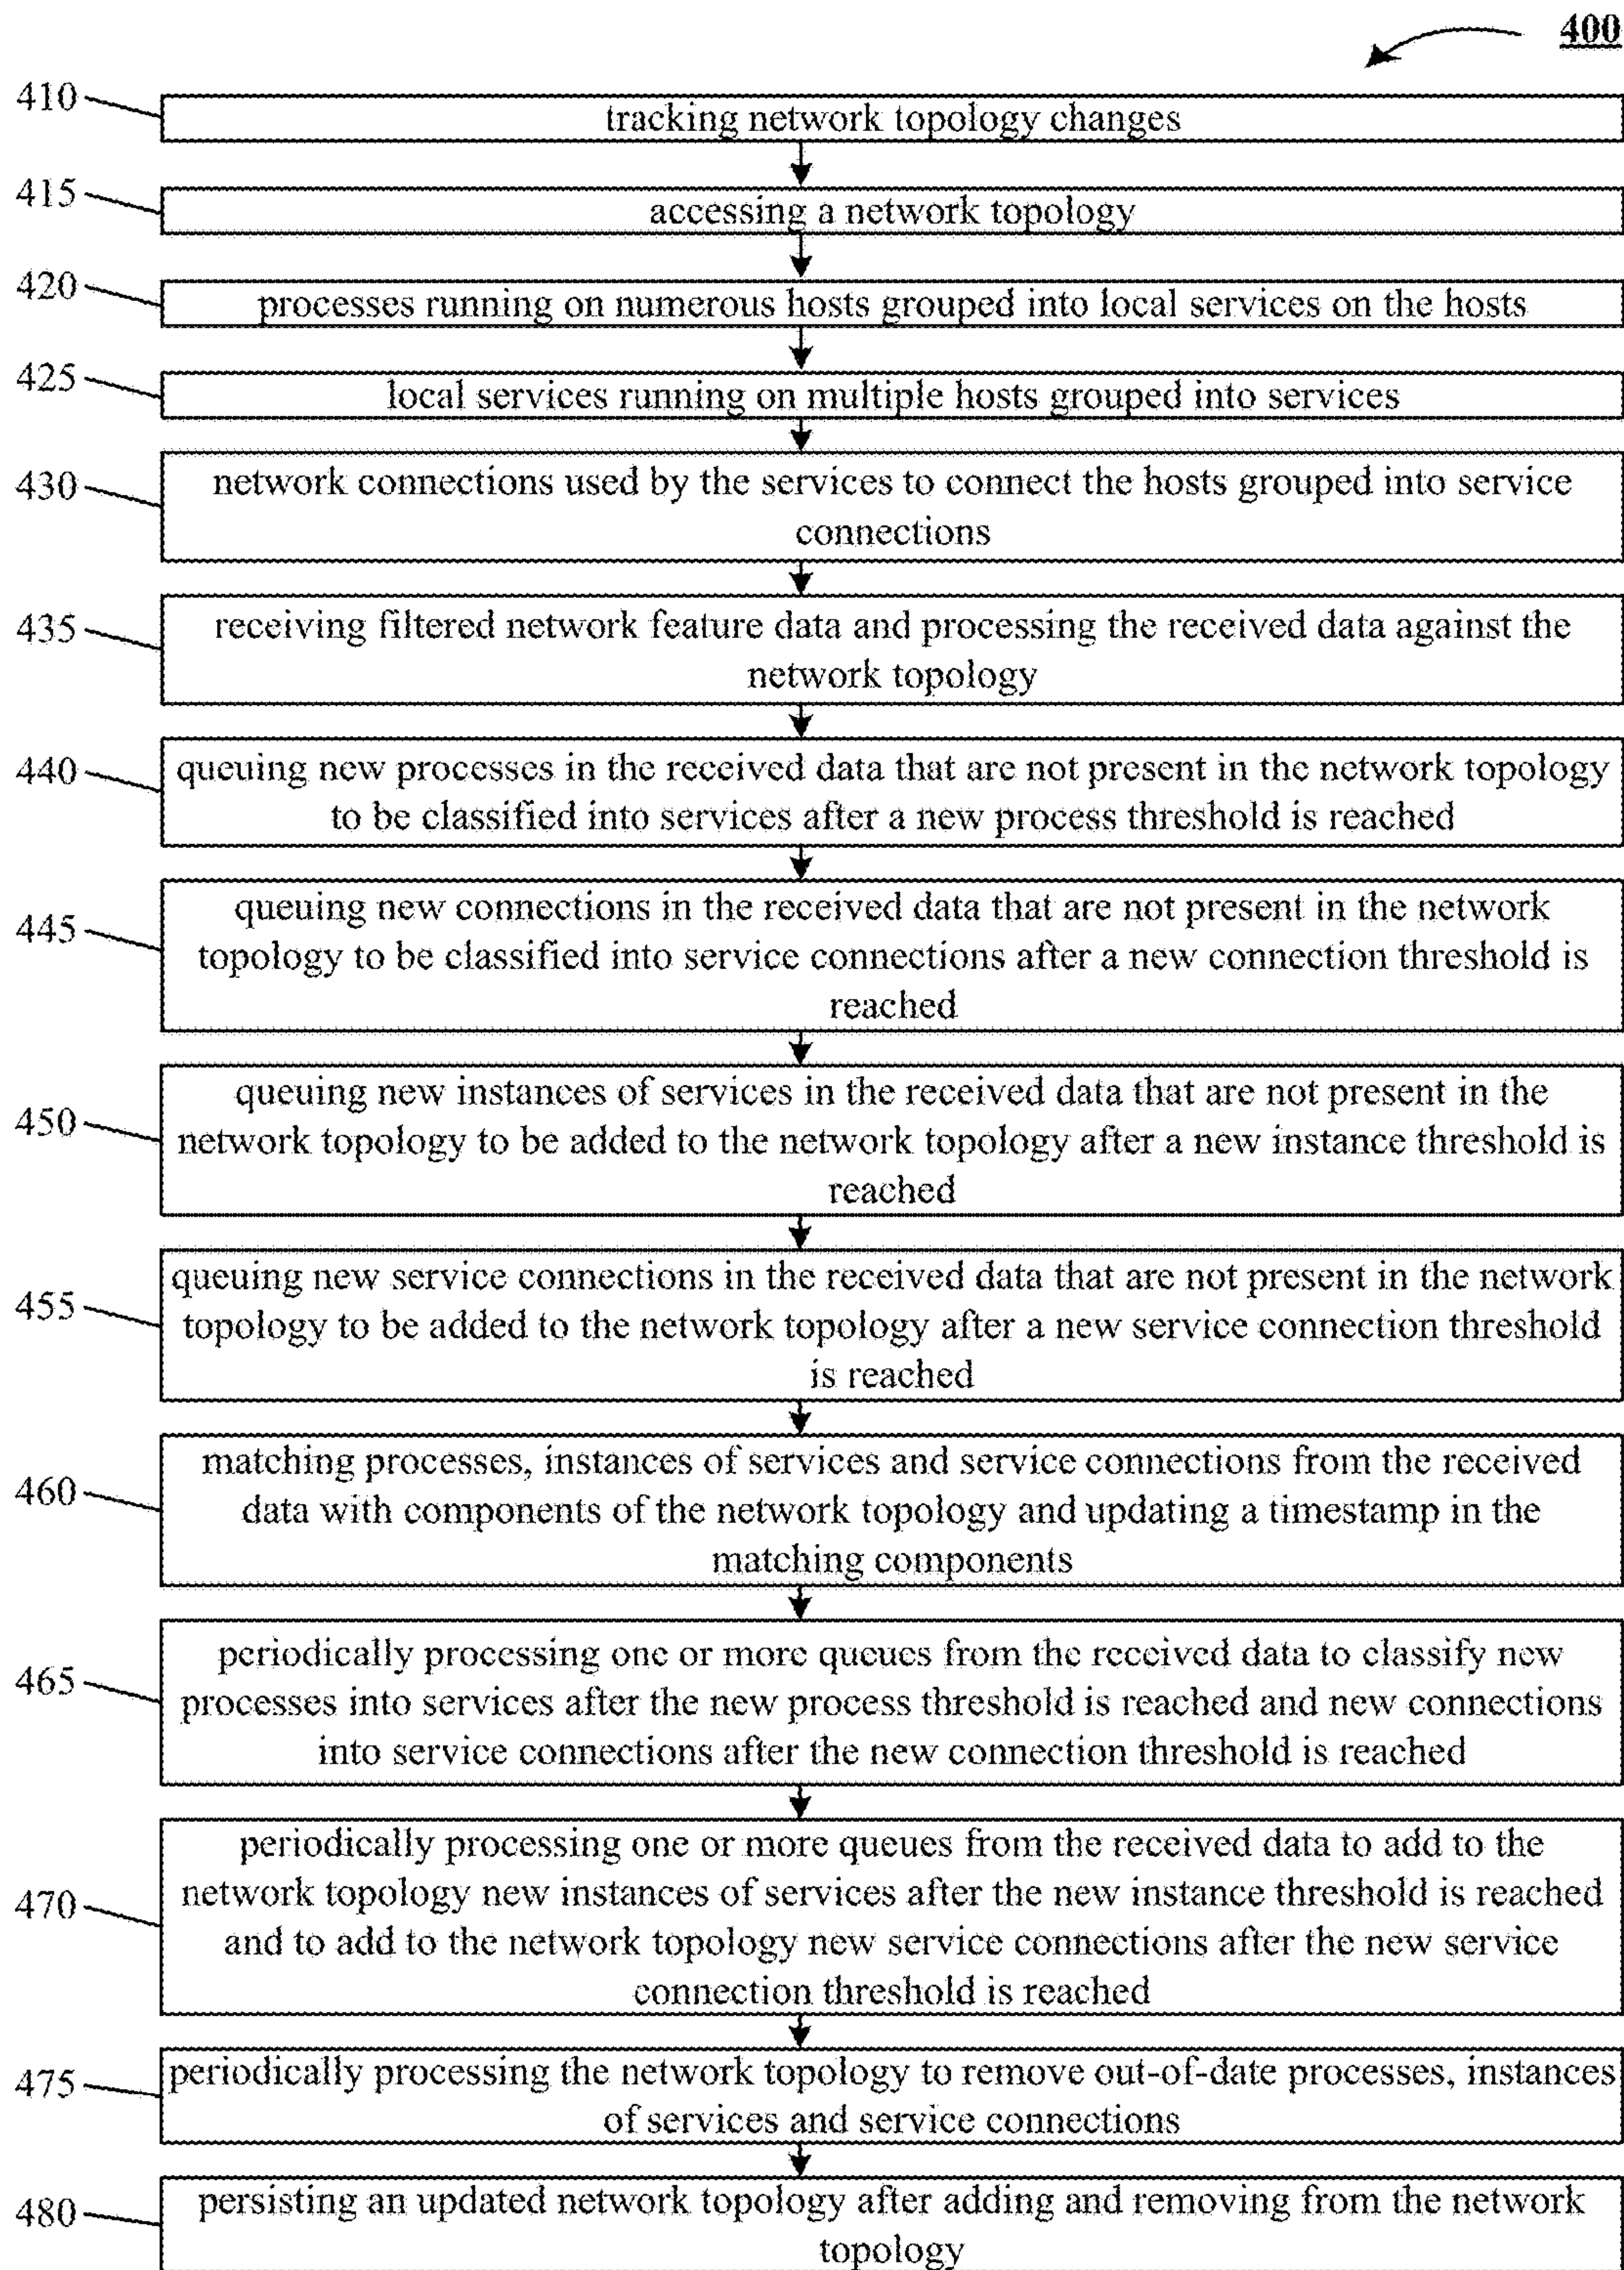 400
410
tracking network topology changes
415
accessing a network topology
420
processes running on numerous hosts grouped into local services on the hosts
425
local services running on multiple hosts grouped into services
430
network connections used by the services to connect the hosts grouped into service
connections
435
receiving filtered network feature data and processing the received data against the
network topology
440
queuing new processes in the received data that are not present in the network topology
to be classified into services after a new process threshold is reached
445
queuing new connections in the received data that are not present in the network
topology to be classified into service connections after a new connection threshold is
reached
450
queuing new instances of services in the received data that are not present in the
network topology to be added to the network topology after a new instance threshold is
reached
455
queuing new service connections in the received data that are not present in the network
topology to be added to the network topology after a new service connection threshold
is reached
460
matching processes, instances of services and service connections from the received
data with components of the network topology and updating a timestamp in the
matching components
465
periodically processing one or more queues from the received data to classify new
processes into services after the new process threshold is reached and new connections
into service connections after the new connection threshold is reached
470
periodically processing one or more queues from the received data to add to the
network topology new instances of services after the new instance threshold is reached
and to add to the network topology new service connections after the new service
connection threshold is reached
475
periodically processing the network topology to remove out-of-date processes, instances
of services and service connections
480
persisting an updated network topology after adding and removing from the network
topology